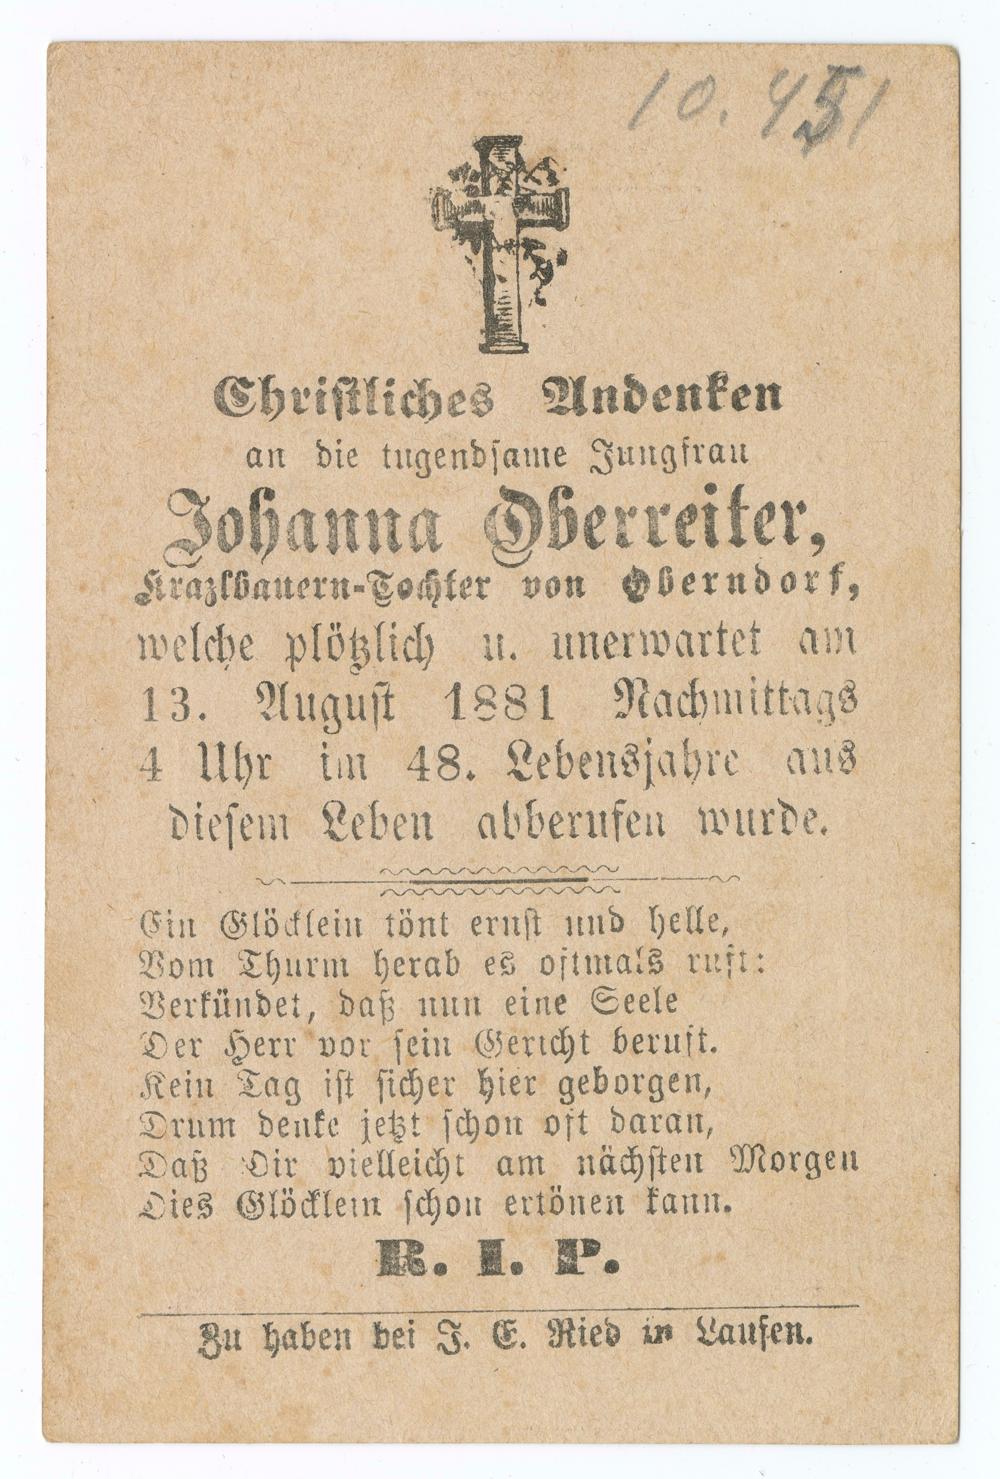 10. 451
Christliches Andenken
an die tugendsame Jungfrau
Johanna Oberreiter,
Krazlbauern-Tochter von Oberndorf,
welche plötzlich u. unerwartet am
13. August 1881 Nachmittags
4 Uhr im 48. Lebensjahre aus
diesem Leben abberufen wurde.
Ein Glöcklein tönt ernst und helle,
Vom Thurm herab es oftmals ruft:
Verkündet, daß nun eine Seele
Der Herr vor sein Gericht beruft.
Kein Tag ist sicher hier geborgen,
Drum denke jetzt schon oft daran,
Daß Dir vielleicht am nächsten Morgen
Dies Glöcklein schon ertönen kann.
R. I. P.
Zu haben bei J. E. Ried in Laufen.